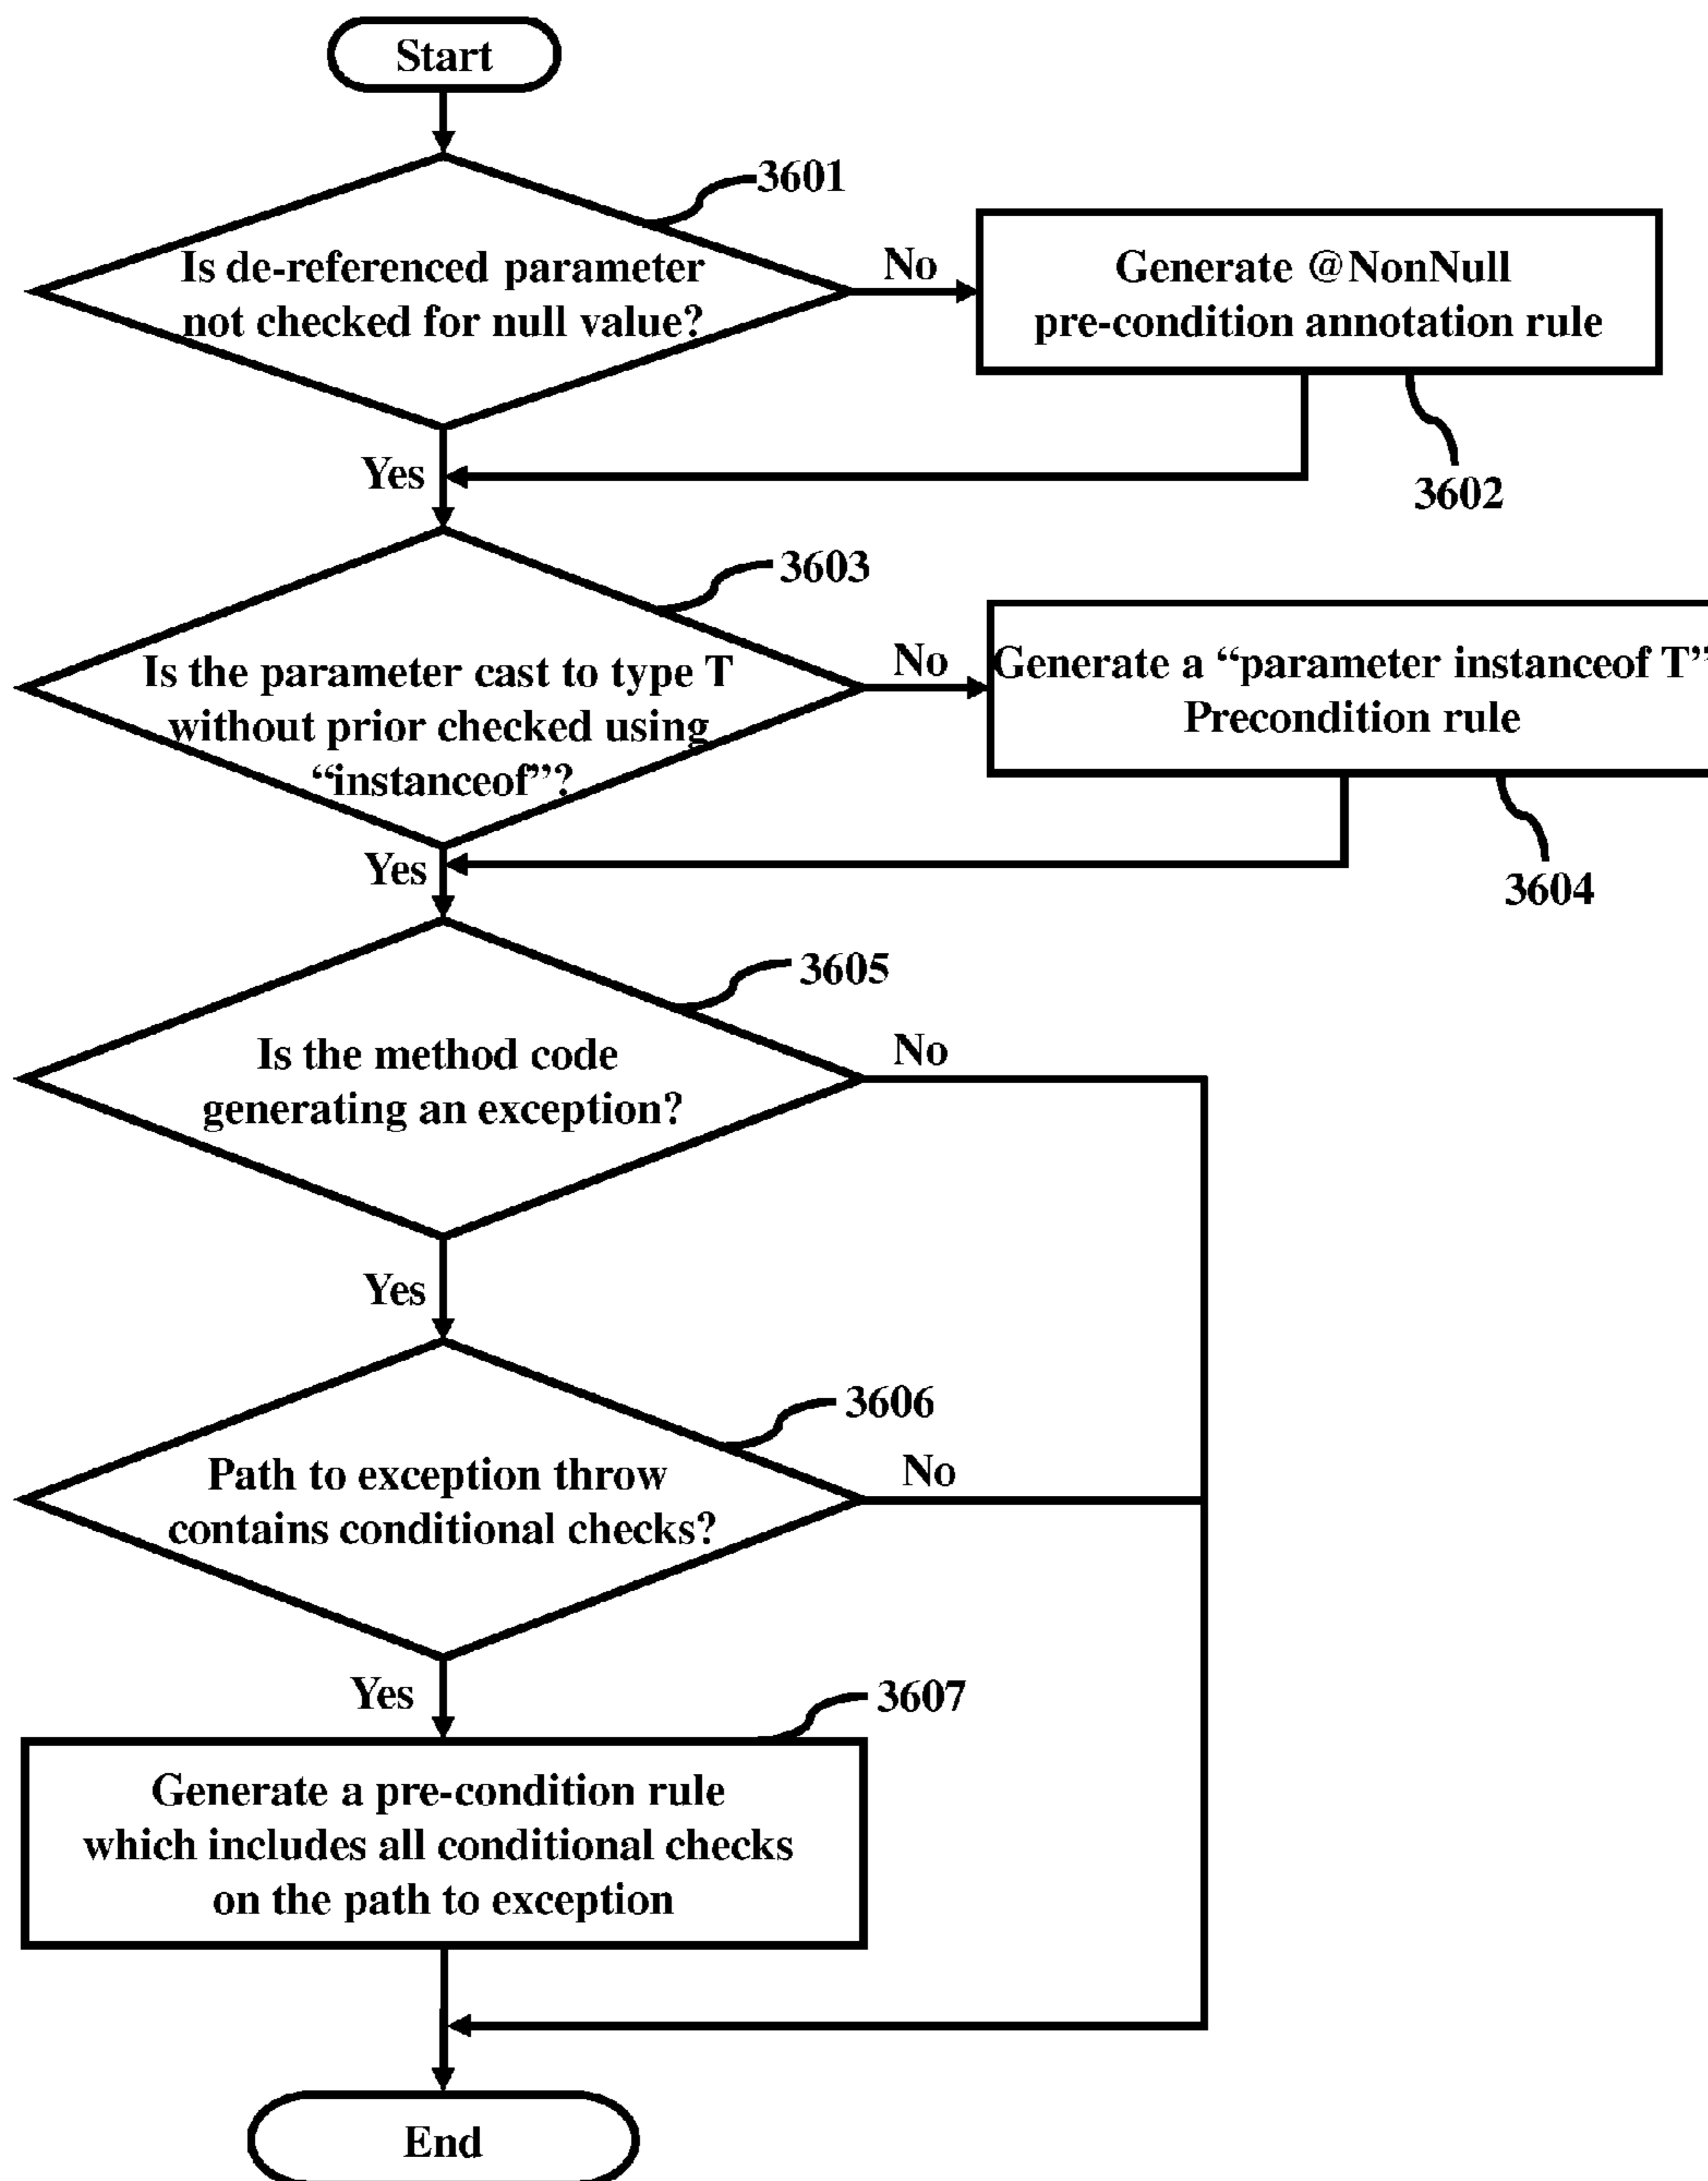 Start
3601
Is de-referenced parameter
not checked for null value?
No
Generate @NonNull
pre-condition annotation rule
Yes
3602
3603
Is the parameter cast to type T
without prior checked using
“instanceof”?
No
Generate a “parameter instanceof T”
Precondition rule
Yes
3604
3605
Is the method code
generating an exception?
No
Yes
3606
Path to exception throw
contains conditional checks?
No
Yes
3607
Generate a pre-condition rule
which includes all conditional checks
on the path to exception
End